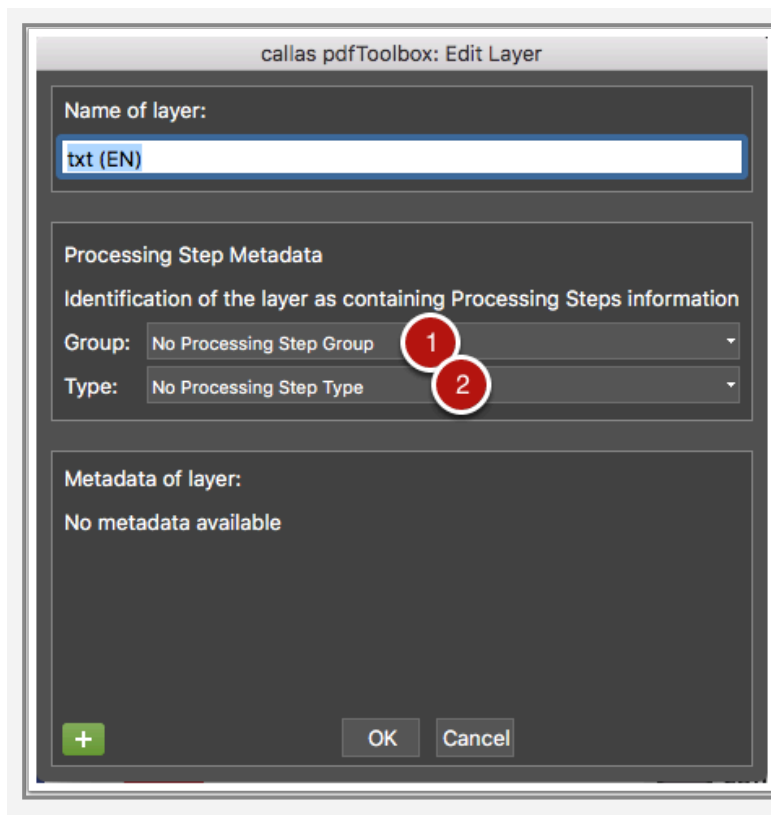 callas pdfToolbox: Edit Layer
Name of layer:
txt (EN)
Processing Step Metadata
Identification of the layer as containing Processing Steps information
Group: No Processing Step Group 1
Type: No Processing Step Type 2
Metadata of layer:
No metadata available
+ OK Cancel